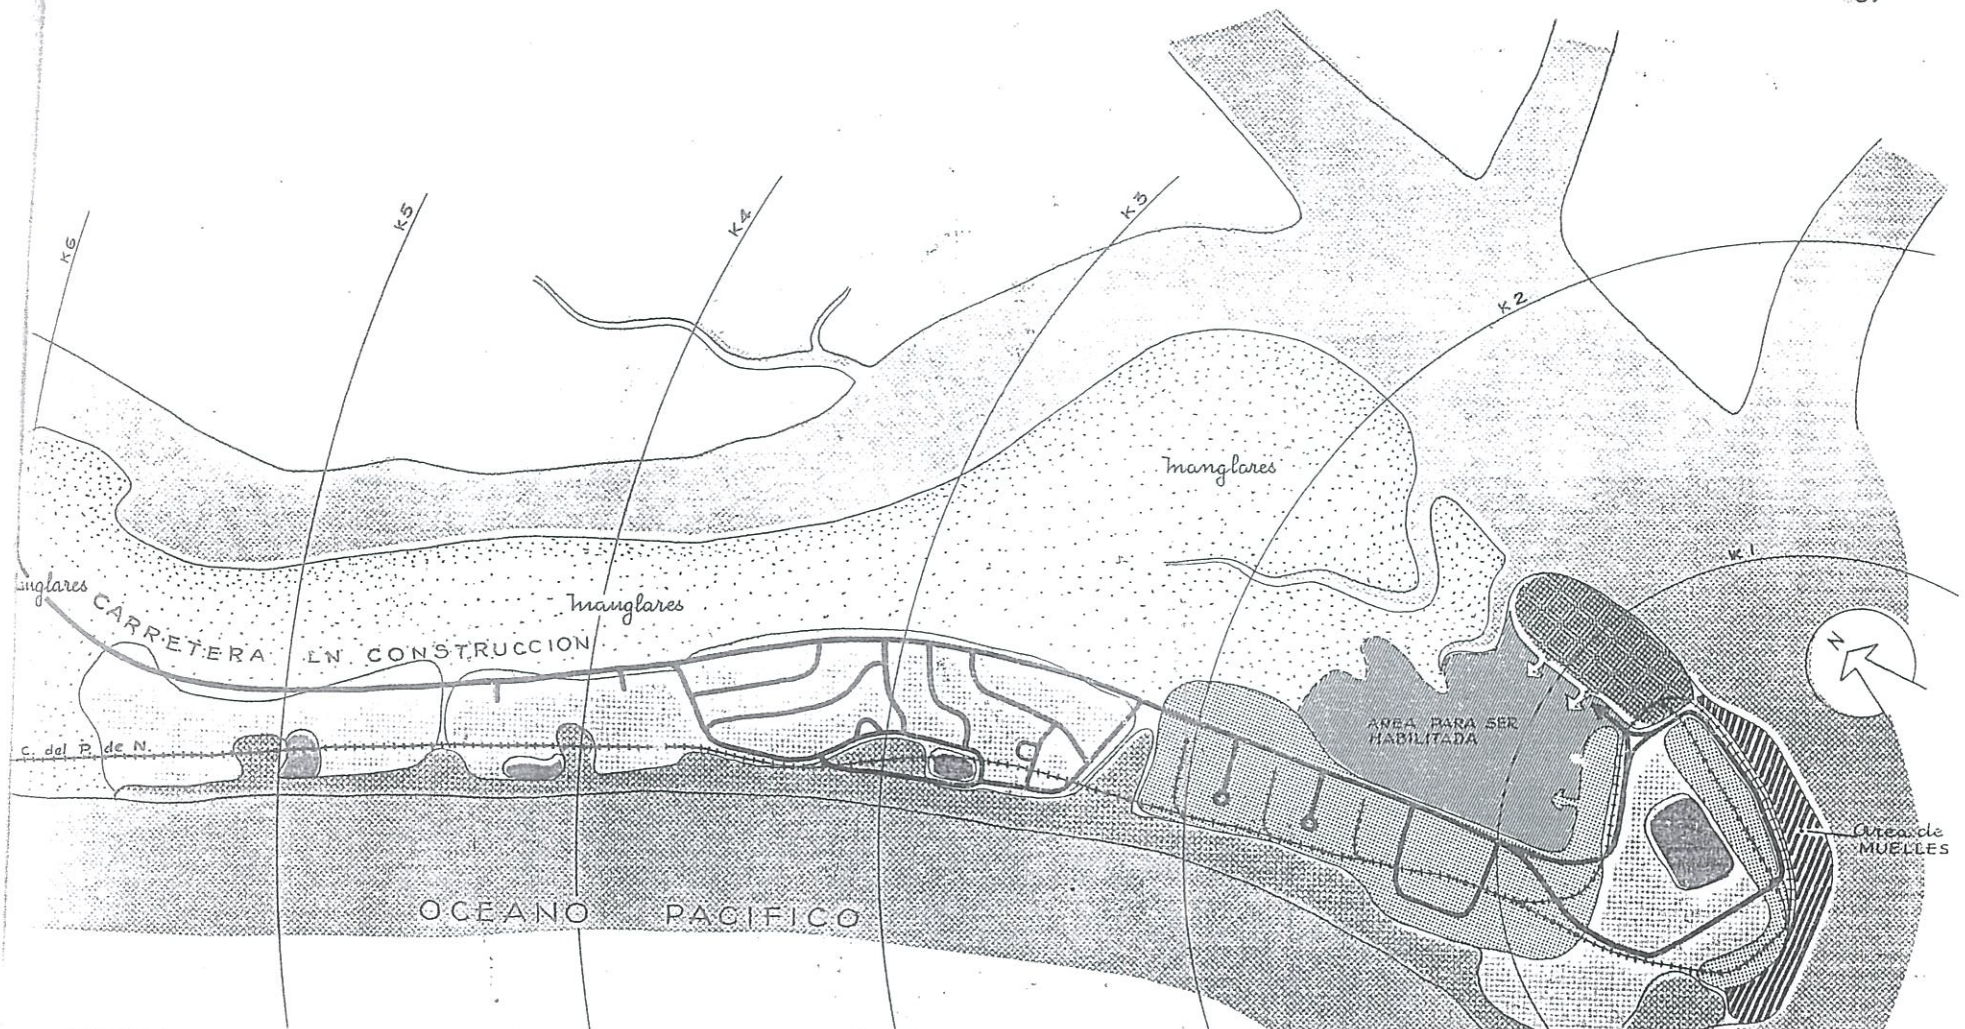 K6
K5
K4
K3
K2
K1
Manglares
Manglares
CARRETERA EN CONSTRUCCION
N
AREA PARA SER
HABILITADA
C. del P. de N.
Area de
MUELLES
OCEANO PACIFICO